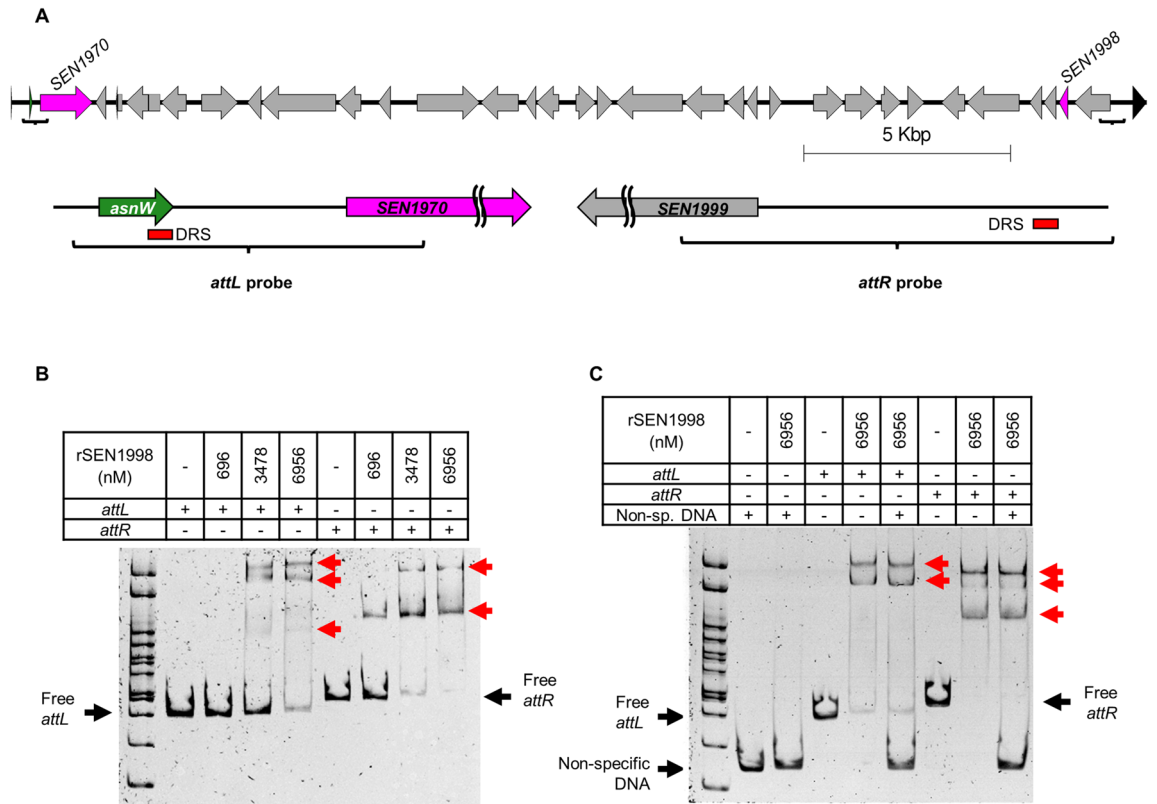 A
SEN1970
SEN1998
5 Kbp
asnW
SEN1970
SEN1999
DRS
DRS
attL probe
attR probe
B
rSEN1998 (nM) - 696 3478 6956 - 696 3478 6956
attL + + + + - - - -
attR - - - - + + + +
Free attL
Free attR
C
rSEN1998 (nM) - 6956 - 6956 6956 - 6956 6956
attL - - + + + - - -
attR - - - - - + + +
Non-sp. DNA + + - - + - - +
Free attL
Free attR
Non-specific DNA